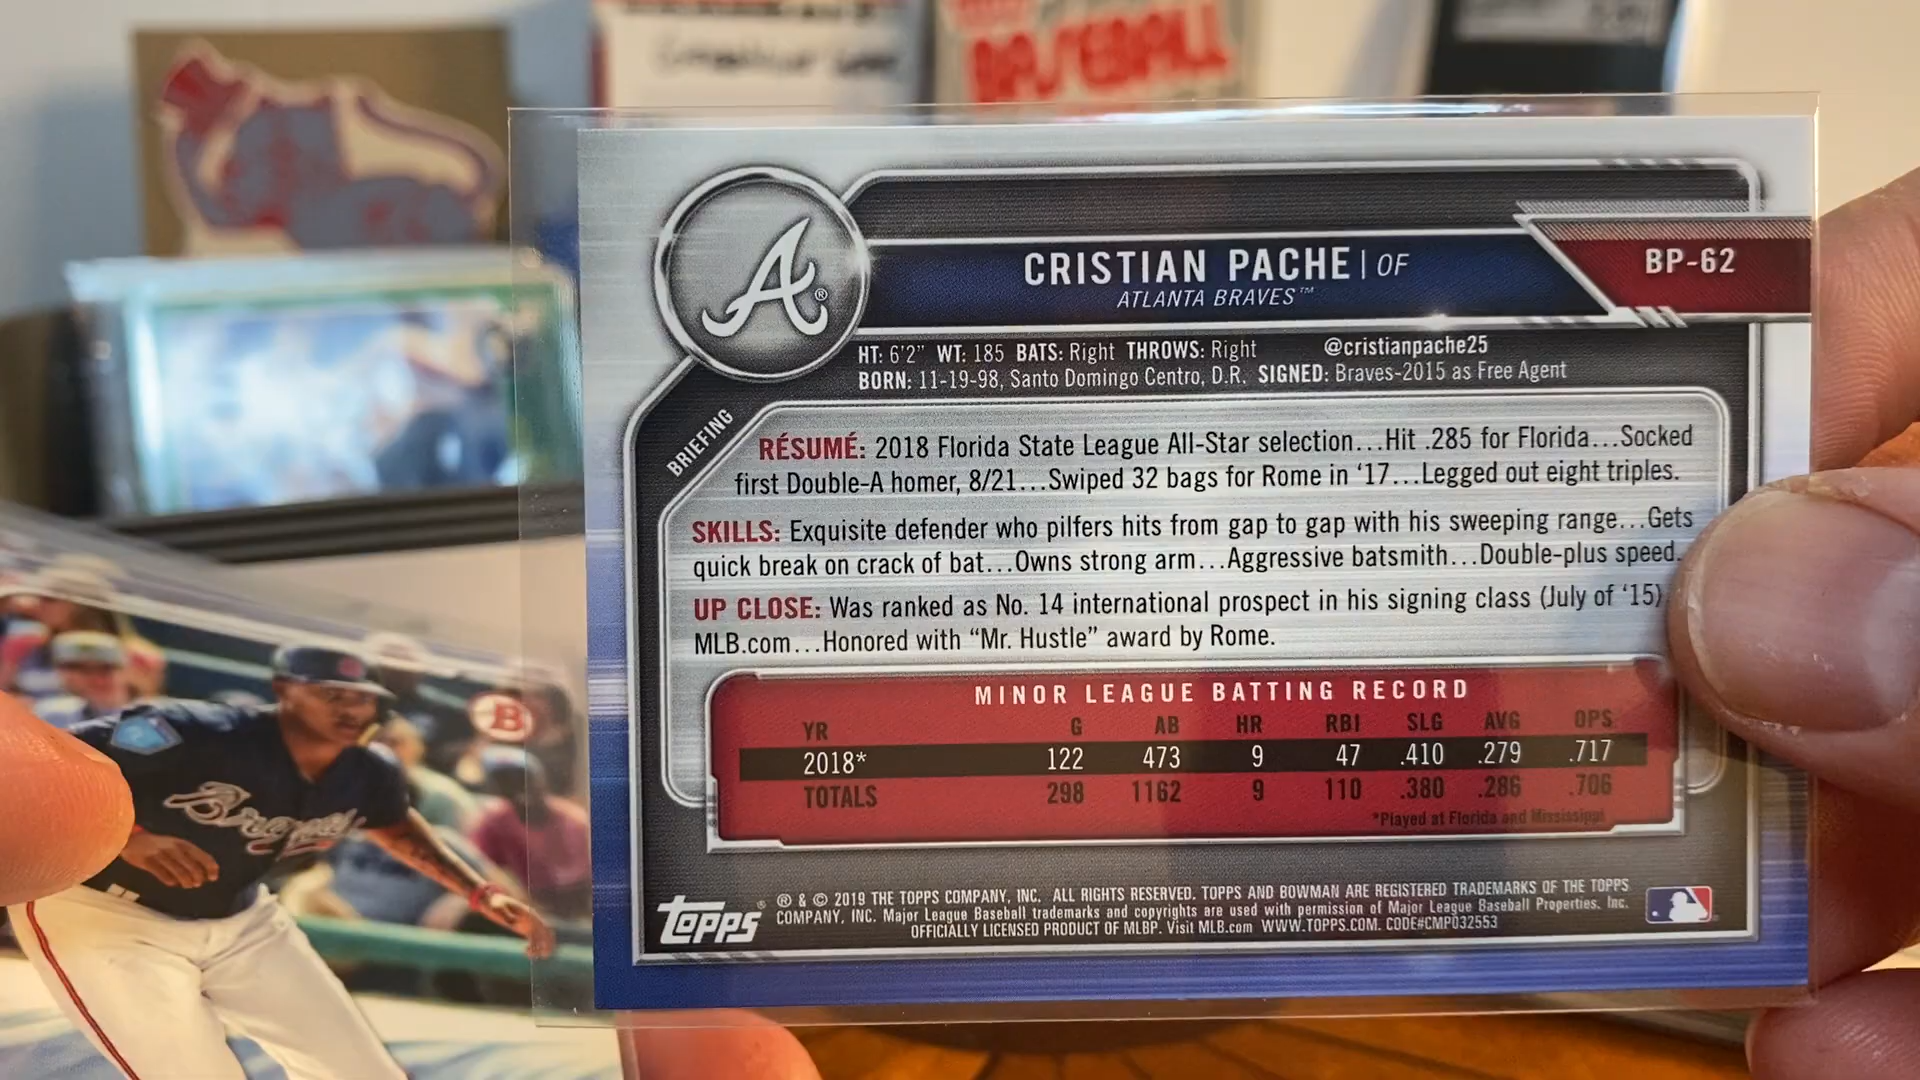 BASEBALL
A®
CRISTIAN PACHE | OF
ATLANTA BRAVES™
BP-62
HT: 6'2" WT: 185 BATS: Right THROWS: Right @cristianpache25
BORN: 11-19-98, Santo Domingo Centro, D.R. SIGNED: Braves-2015 as Free Agent
BRIEFING
RÉSUMÉ: 2018 Florida State League All-Star selection...Hit .285 for Florida...Socked
first Double-A homer, 8/21...Swiped 32 bags for Rome in '17...Legged out eight triples.
SKILLS: Exquisite defender who pilfers hits from gap to gap with his sweeping range...Gets
quick break on crack of bat...Owns strong arm...Aggressive batsmith...Double-plus speed.
UP CLOSE: Was ranked as No. 14 international prospect in his signing class (July of '15)
MLB.com...Honored with "Mr. Hustle" award by Rome.
MINOR LEAGUE BATTING RECORD
YR G AB HR RBI SLG AVG OPS
2018* 122 473 9 47 .410 .279 .717
TOTALS 298 1162 9 110 .380 .286 .706
*Played at Florida and Mississippi
Topps® ® & © 2019 THE TOPPS COMPANY, INC. ALL RIGHTS RESERVED. TOPPS AND BOWMAN ARE REGISTERED TRADEMARKS OF THE TOPPS
COMPANY, INC. Major League Baseball trademarks and copyrights are used with permission of Major League Baseball Properties, Inc.
OFFICIALLY LICENSED PRODUCT OF MLBP. Visit MLB.com WWW.TOPPS.COM. CODE#CMP032553
B
Braves